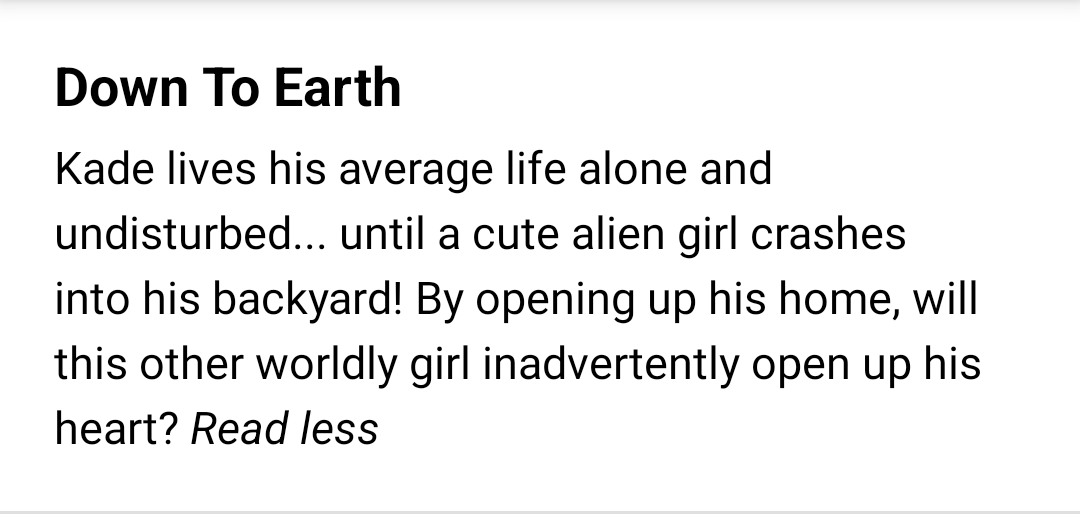 Down To Earth
Kade lives his average life alone and
undisturbed... until a cute alien girl crashes
into his backyard! By opening up his home, will
this other worldly girl inadvertently open up his
heart? Read less